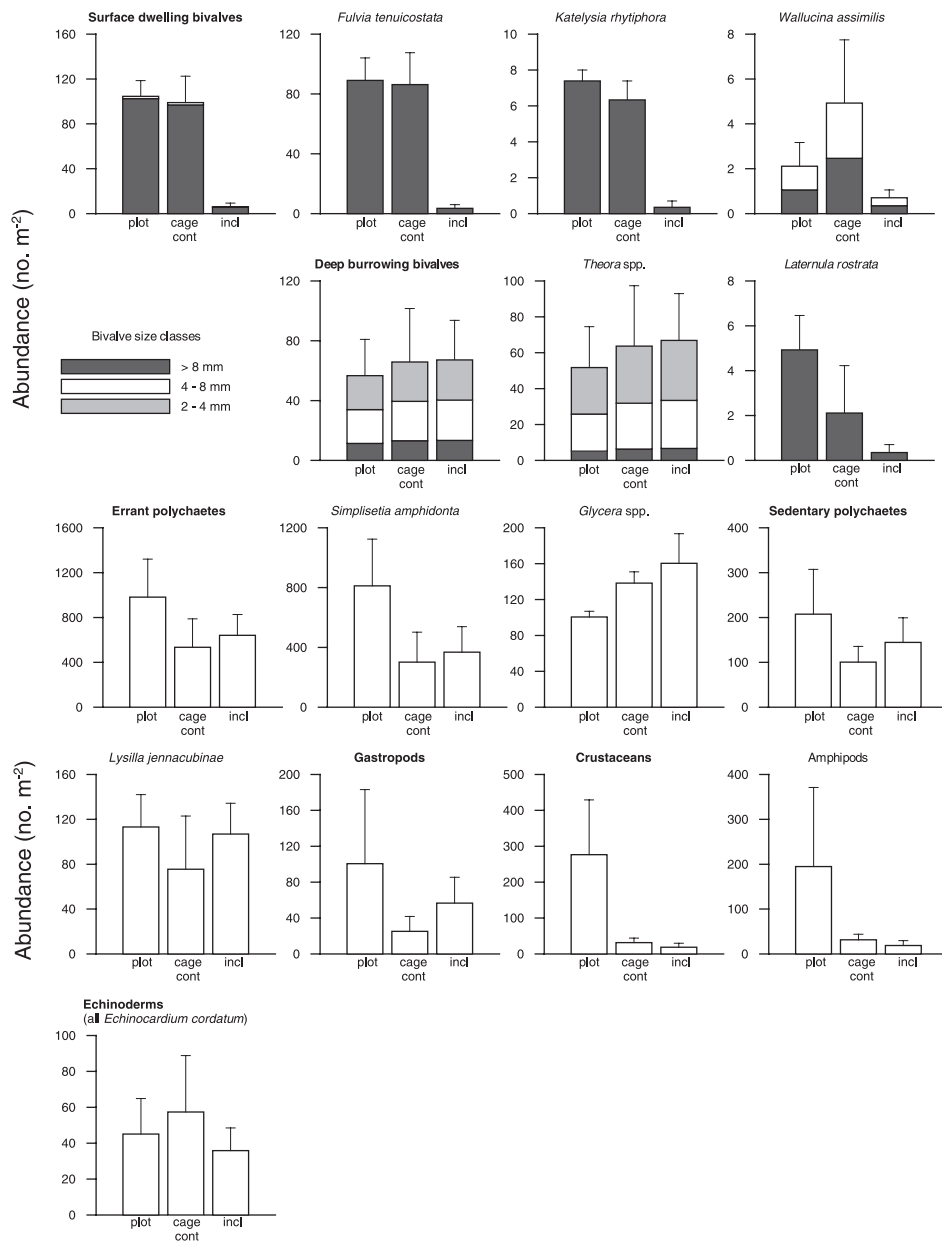 Surface dwelling bivalves
Fulvia tenuicostata
Katelysia rhytiphora
Wallucina assimilis
160
120
80
40
0
plot cage cont incl
120
80
40
0
plot cage cont incl
10
8
6
4
2
0
plot cage cont incl
8
6
4
2
0
plot cage cont incl
Abundance (no. m-2)
Bivalve size classes
> 8 mm
4 - 8 mm
2 - 4 mm
Deep burrowing bivalves
Theora spp.
Laternula rostrata
120
80
40
0
plot cage cont incl
100
80
60
40
20
0
plot cage cont incl
8
6
4
2
0
plot cage cont incl
Errant polychaetes
Simplisetia amphidonta
Glycera spp.
Sedentary polychaetes
1600
1200
800
400
0
plot cage cont incl
1200
800
400
0
plot cage cont incl
200
160
120
80
40
0
plot cage cont incl
400
300
200
100
0
plot cage cont incl
Abundance (no. m-2)
Lysilla jennacubinae
Gastropods
Crustaceans
Amphipods
160
120
80
40
0
plot cage cont incl
200
160
120
80
40
0
plot cage cont incl
500
400
300
200
100
0
plot cage cont incl
400
300
200
100
0
plot cage cont incl
Echinoderms
(all Echinocardium cordatum)
100
80
60
40
20
0
plot cage cont incl